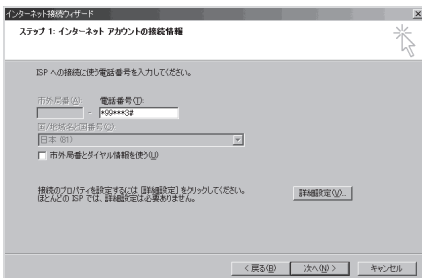 インターネット接続ウィザード
ステップ 1: インターネット アカウントの接続情報
ISP への接続に使う電話番号を入力してください。
市外局番(A): 電話番号(T):
- *99***3#
国/地域名と国番号(O)
日本 (81)
市外局番とダイヤル情報を使う(U)
接続のプロパティを設定するには [詳細設定] をクリックしてください。
ほとんどの ISP では、詳細設定は必要ありません。
詳細設定(V)...
< 戻る(B) 次へ(N) > キャンセル